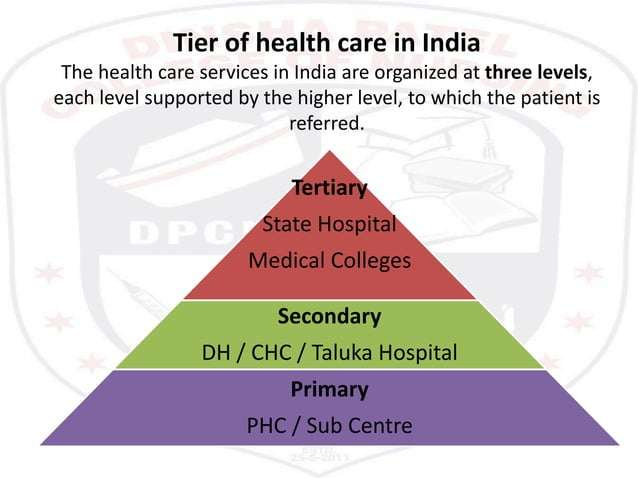 Tier of health care in India
The health care services in India are organized at three levels,
each level supported by the higher level, to which the patient is
referred.
Tertiary
State Hospital
Medical Colleges
Secondary
DH / CHC / Taluka Hospital
Primary
PHC / Sub Centre